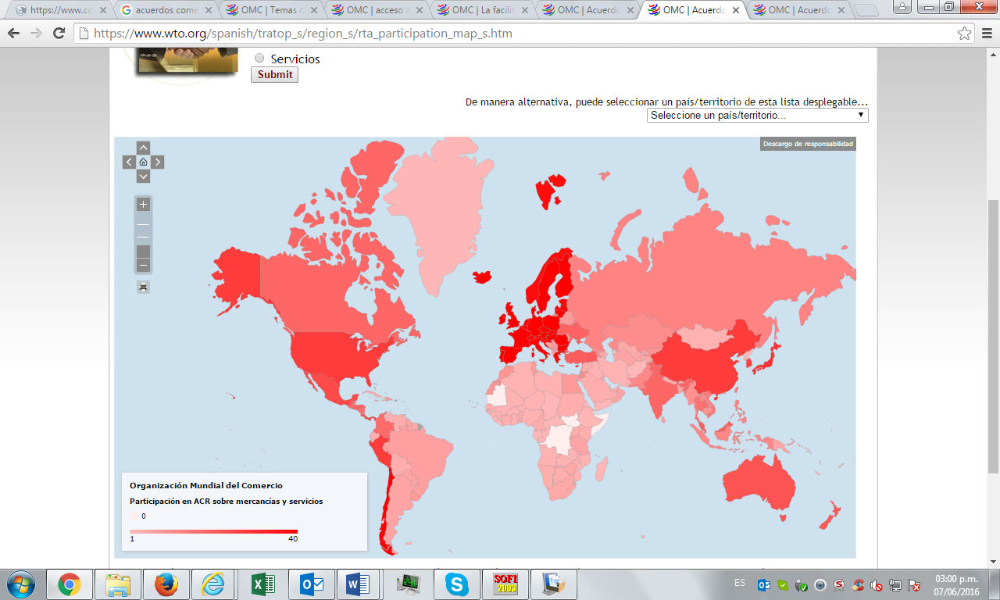 https://www.co
acuerdos come
OMC | Temas c
OMC | acceso a
OMC | La facilit
OMC | Acuerdo
OMC | Acuerdo
OMC | Acuerdo
https://www.wto.org/spanish/tratop_s/region_s/rta_participation_map_s.htm
Servicios
Submit
De manera alternativa, puede seleccionar un país/territorio de esta lista desplegable...
Seleccione un país/territorio...
Descargo de responsabilidad
Organización Mundial del Comercio
Participación en ACR sobre mercancías y servicios
0
1 40
SOFI
2003
ES
03:00 p.m.
07/06/2016